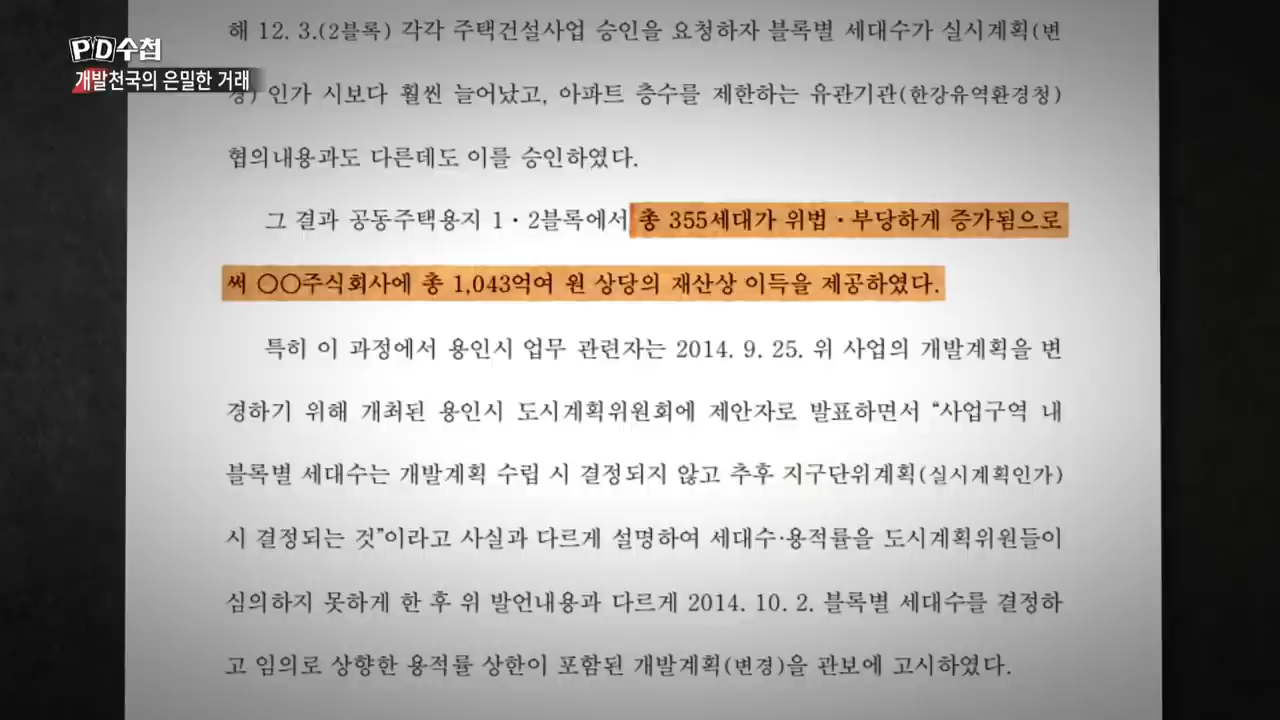 PD수첩
개발천국의 은밀한 거래
해 12. 3.(2블록) 각각 주택건설사업 승인을 요청하자 블록별 세대수가 실시계획(변
경) 인가 시보다 훨씬 늘어났고, 아파트 층수를 제한하는 유관기관(한강유역환경청)
협의내용과도 다른데도 이를 승인하였다.
그 결과 공동주택용지 1·2블록에서 총 355세대가 위법·부당하게 증가됨으로
써 ○○주식회사에 총 1,043억여 원 상당의 재산상 이득을 제공하였다.
특히 이 과정에서 용인시 업무 관련자는 2014. 9. 25. 위 사업의 개발계획을 변
경하기 위해 개최된 용인시 도시계획위원회에 제안자로 발표하면서 “사업구역 내
블록별 세대수는 개발계획 수립 시 결정되지 않고 추후 지구단위계획(실시계획인가)
시 결정되는 것”이라고 사실과 다르게 설명하여 세대수·용적률을 도시계획위원들이
심의하지 못하게 한 후 위 발언내용과 다르게 2014. 10. 2. 블록별 세대수를 결정하
고 임의로 상향한 용적률 상한이 포함된 개발계획(변경)을 관보에 고시하였다.